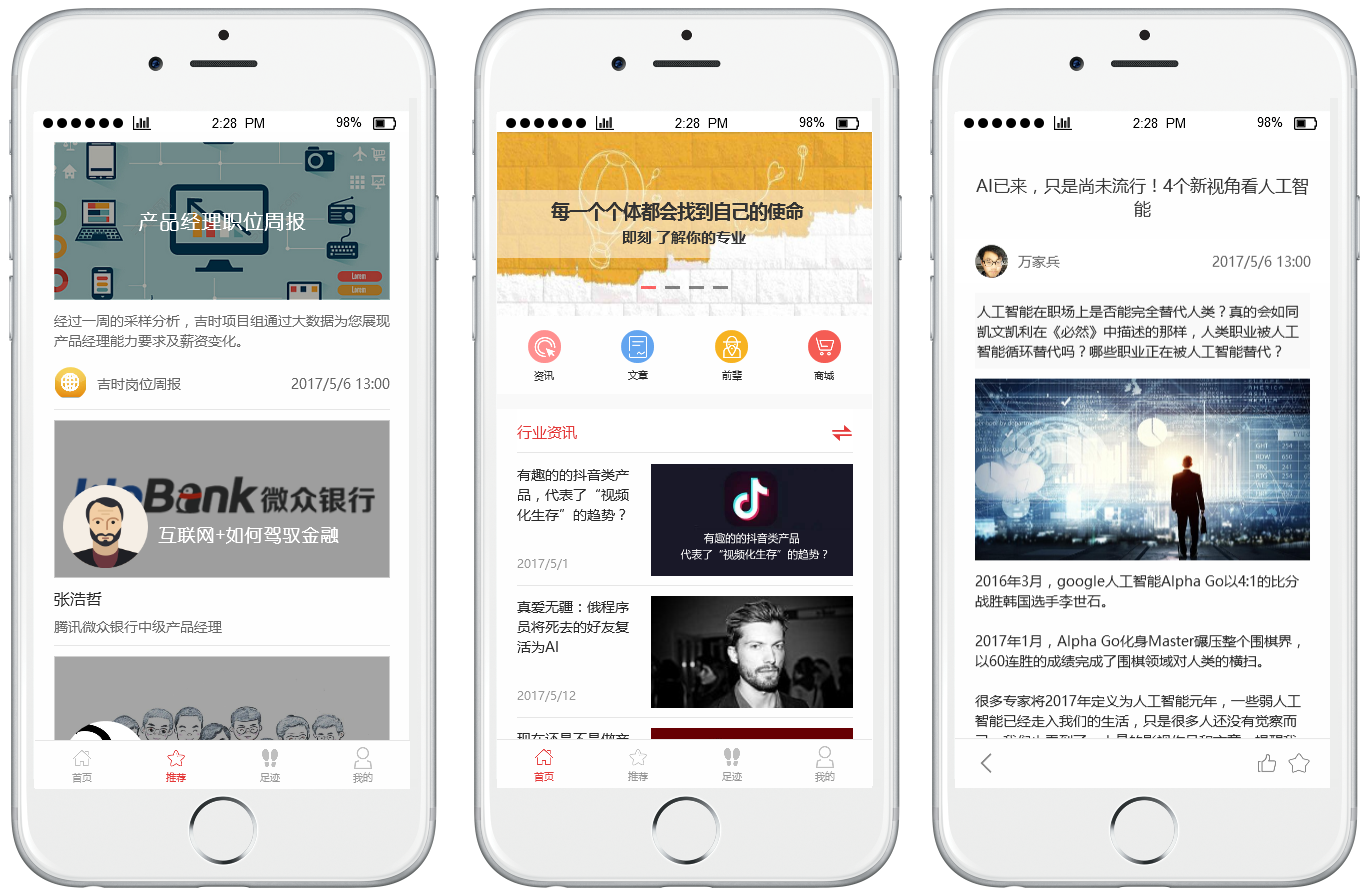 2:28 PM
98%
Lorem
Lorem
产品经理职位周报
经过一周的采样分析，吉时项目组通过大数据为您展现
产品经理能力要求及薪资变化。
吉时岗位周报
2017/5/6 13:00
WeBank微众银行
互联网+如何驾驭金融
张浩哲
腾讯微众银行中级产品经理
首页
推荐
足迹
我的
2:28 PM
98%
每一个个体都会找到自己的使命
即刻 了解你的专业
资讯
文章
前辈
商城
行业资讯
有趣的的抖音类产
品，代表了“视频
化生存”的趋势？
2017/5/1
有趣的的抖音类产品
代表了“视频化生存”的趋势？
真爱无疆：俄程序
员将死去的好友复
活为AI
2017/5/12
现在还是不是做产
首页
推荐
足迹
我的
2:28 PM
98%
AI已来，只是尚未流行！4个新视角看人工智
能
万家兵
2017/5/6 13:00
人工智能在职场上是否能完全替代人类？真的会如同
凯文凯利在《必然》中描述的那样，人类职业被人工
智能循环替代吗？哪些职业正在被人工智能替代？
2016年3月，google人工智能Alpha Go以4:1的比分
战胜韩国选手李世石。
2017年1月，Alpha Go化身Master碾压整个围棋界，
以60连胜的成绩完成了围棋领域对人类的横扫。
很多专家将2017年定义为人工智能元年，一些弱人工
智能已经走入我们的生活，只是很多人还没有觉察而